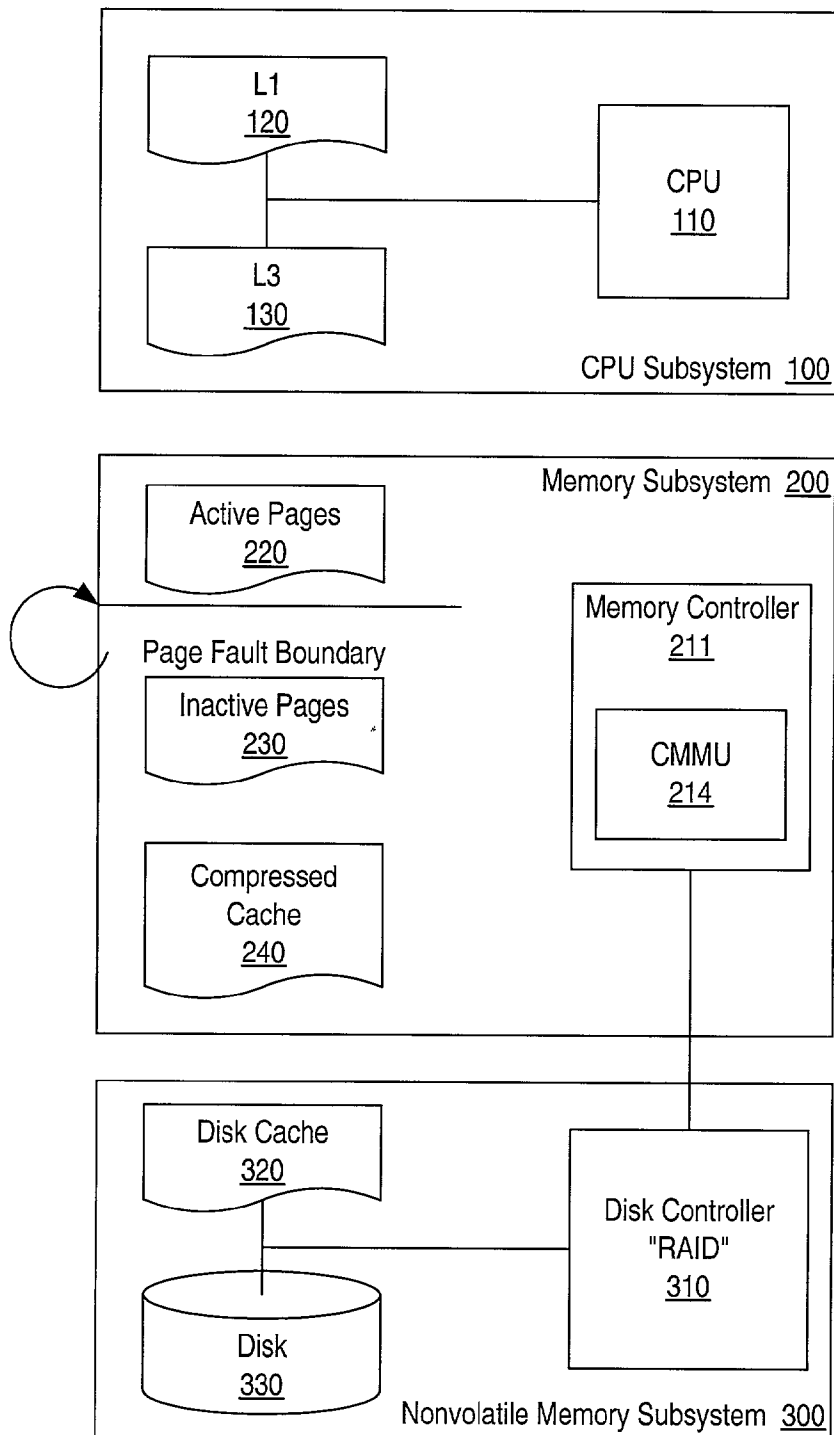 L1
120
CPU
110
L3
130
CPU Subsystem 100
Memory Subsystem 200
Active Pages
220
Memory Controller
211
Page Fault Boundary
Inactive Pages
230
CMMU
214
Compressed
Cache
240
Disk Cache
320
Disk Controller
"RAID"
310
Disk
330
Nonvolatile Memory Subsystem 300